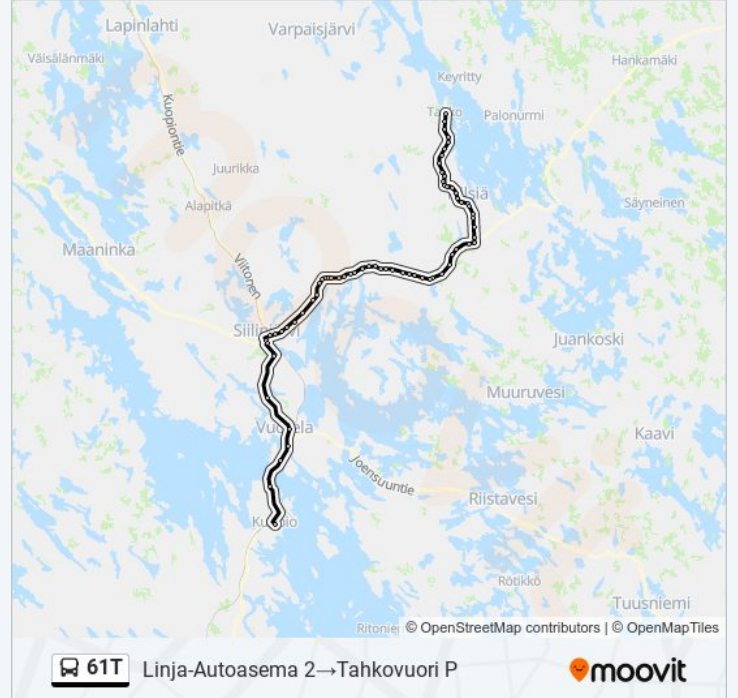 Lapinlahti
Varpaisjärvi
Väisälänmäki
Hankamäki
Keyritty
Kuopiontie
Palonurmi
Juurikka
Alapitkä
Säyneinen
Maaninka
Viitonen
Juankoski
Muuruvesi
Kaavi
Joensuuntie
Riistavesi
Rötikkö
Tuusniemi
© OpenStreetMap contributors | © OpenMapTiles
61T Linja-Autoasema 2→Tahkovuori P
moovit